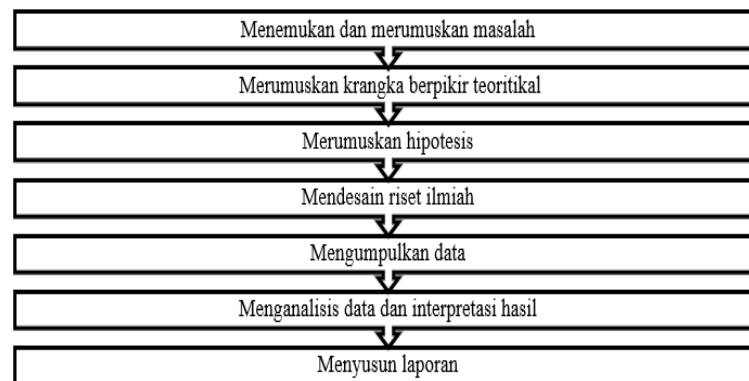 Menemukan dan merumuskan masalah
Merumuskan krangka berpikir teoritikal
Merumuskan hipotesis
Mendesain riset ilmiah
Mengumpulkan data
Menganalisis data dan interpretasi hasil
Menyusun laporan